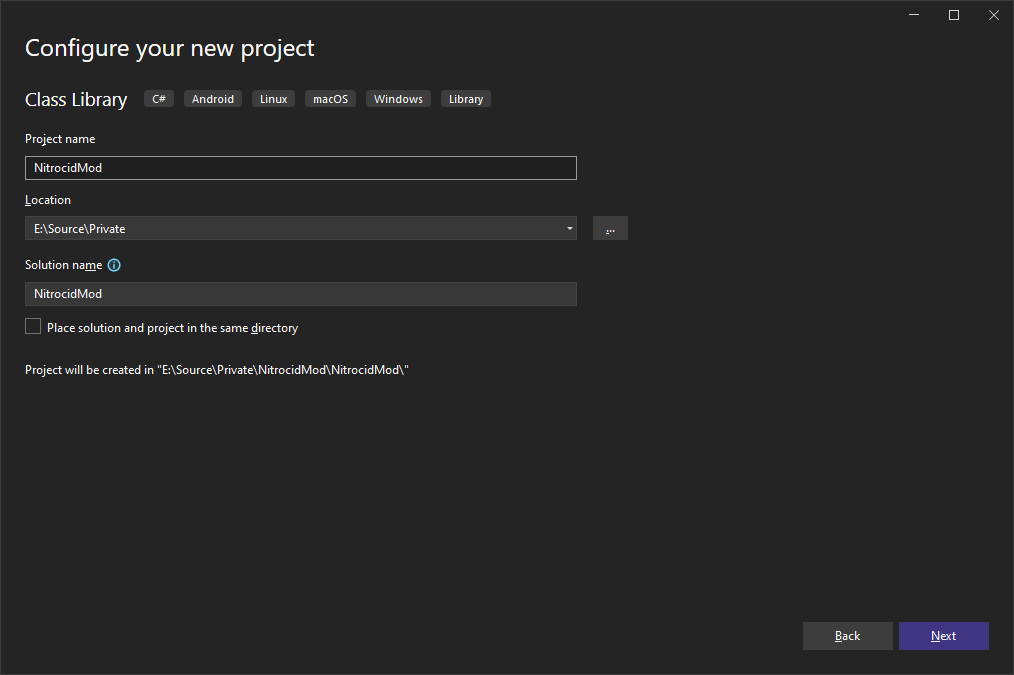 Configure your new project
Class Library C# Android Linux macOS Windows Library
Project name
NitrocidMod
Location
E:\Source\Private
...
Solution name
NitrocidMod
Place solution and project in the same directory
Project will be created in "E:\Source\Private\NitrocidMod\NitrocidMod\"
Back Next